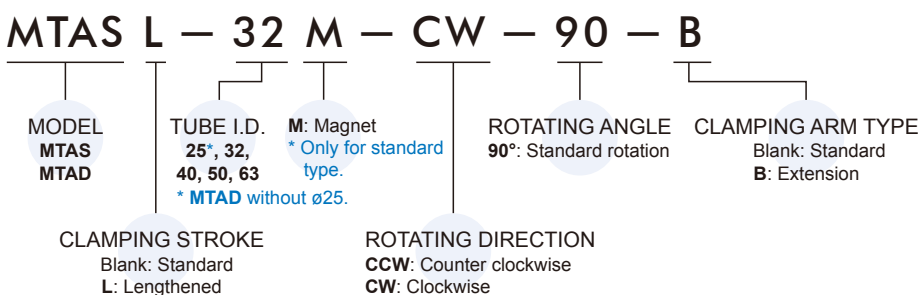 MTAS L – 32 M – CW – 90 – B
MODEL
MTAS
MTAD
TUBE I.D.
25*, 32,
40, 50, 63
* MTAD without ø25.
M: Magnet
* Only for standard
type.
ROTATING ANGLE
90°: Standard rotation
CLAMPING ARM TYPE
Blank: Standard
B: Extension
CLAMPING STROKE
Blank: Standard
L: Lengthened
ROTATING DIRECTION
CCW: Counter clockwise
CW: Clockwise